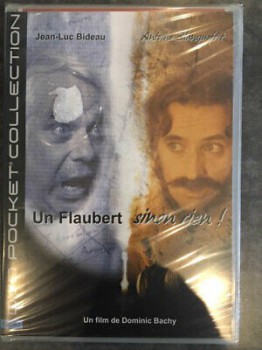 Jean-Luc Bideau
Un Flaubert sinon rien !
Un film de Dominic Bachy
POCKET COLLECTION